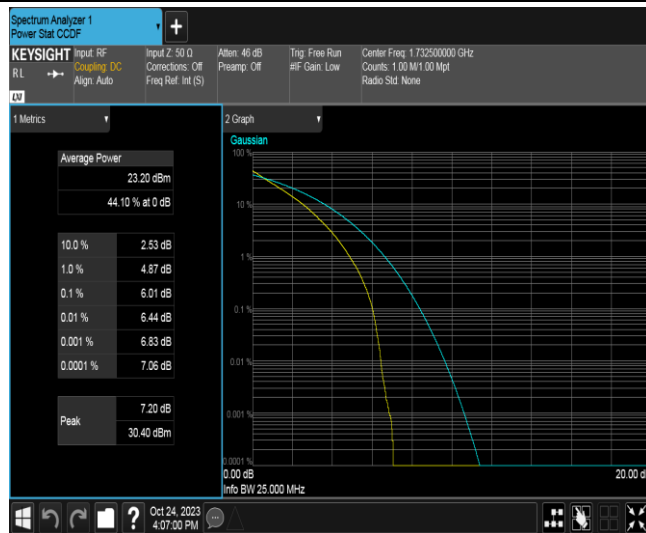 Spectrum Analyzer 1
Power Stat CCDF
+
KEYSIGHT
RL
Input: RF
Coupling: DC
Align: Auto
Input Z: 50 Ω
Corrections: Off
Freq Ref: Int (S)
Atten: 46 dB
Preamp: Off
Trig: Free Run
#IF Gain: Low
Center Freq: 1.732500000 GHz
Counts: 1.00 M/1.00 Mpt
Radio Std: None
1 Metrics
Average Power
23.20 dBm
44.10 % at 0 dB
10.0 % 2.53 dB
1.0 % 4.87 dB
0.1 % 6.01 dB
0.01 % 6.44 dB
0.001 % 6.83 dB
0.0001 % 7.06 dB
Peak
7.20 dB
30.40 dBm
2 Graph
Gaussian
100 %
10 %
1 %
0.1 %
0.01 %
0.001 %
0.0001 %
0.00 dB
20.00 d
Info BW 25.000 MHz
?
Oct 24, 2023
4:07:00 PM